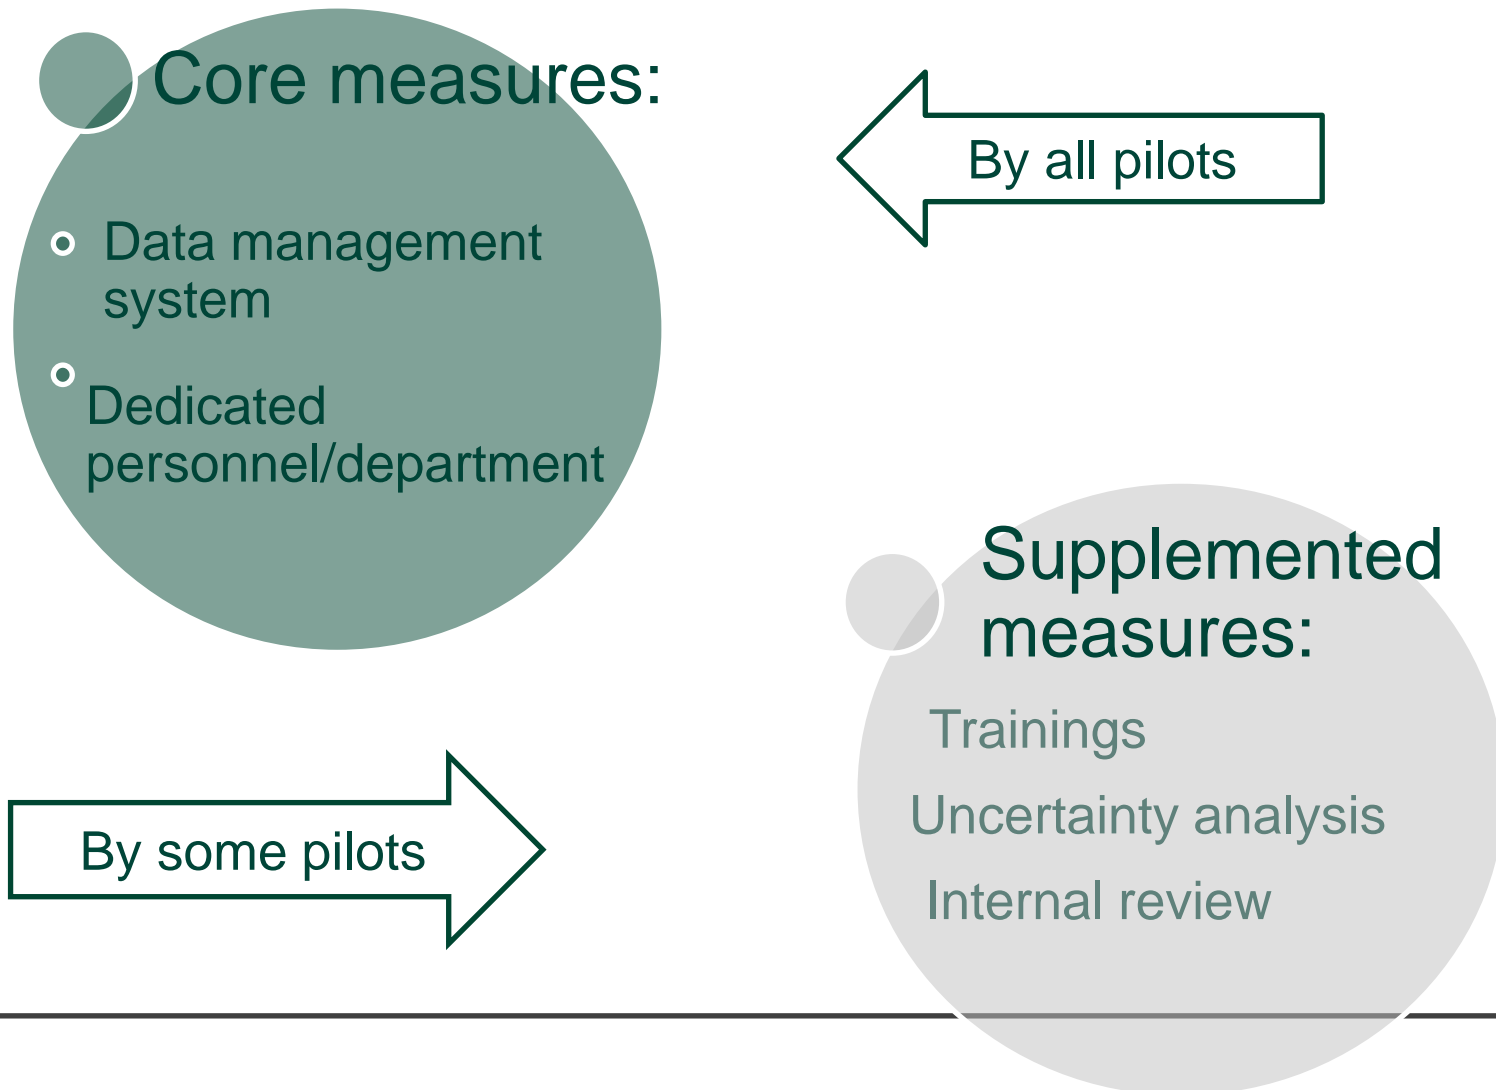 Core measures:
By all pilots
Data management
system
Dedicated
personnel/department
Supplemented
measures:
Trainings
Uncertainty analysis
Internal review
By some pilots